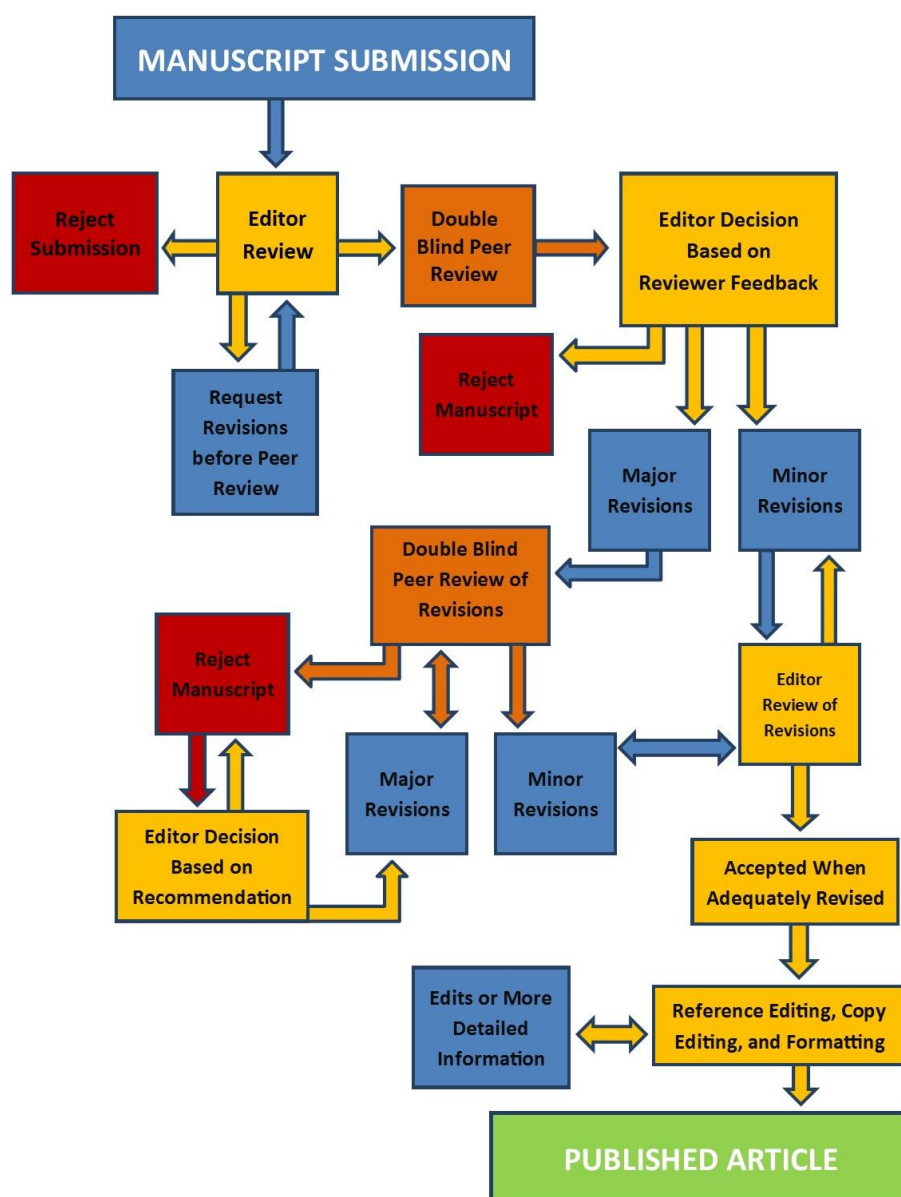 MANUSCRIPT SUBMISSION
Reject
Submission
Editor
Review
Double
Blind Peer
Review
Editor Decision
Based on
Reviewer Feedback
Reject
Manuscript
Request
Revisions
before Peer
Review
Major
Revisions
Minor
Revisions
Double Blind
Peer Review of
Revisions
Reject
Manuscript
Editor
Review of
Revisions
Major
Revisions
Minor
Revisions
Editor Decision
Based on
Recommendation
Accepted When
Adequately Revised
Edits or More
Detailed
Information
Reference Editing, Copy
Editing, and Formatting
PUBLISHED ARTICLE